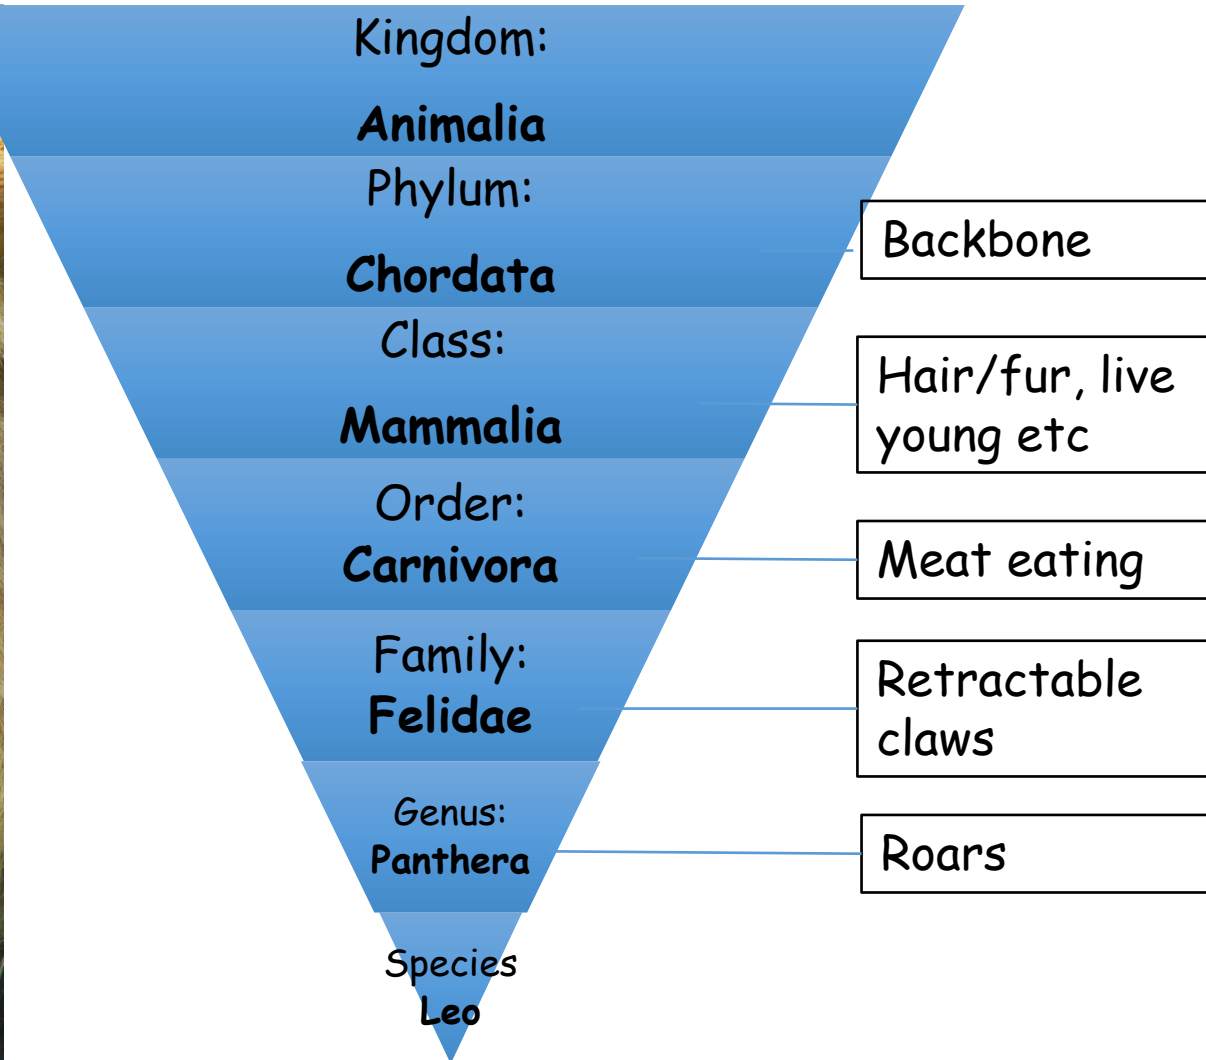 Kingdom:
Animalia
Phylum:
Chordata
Backbone
Class:
Mammalia
Hair/fur, live
young etc
Order:
Carnivora
Meat eating
Family:
Felidae
Retractable
claws
Genus:
Panthera
Roars
Species
Leo